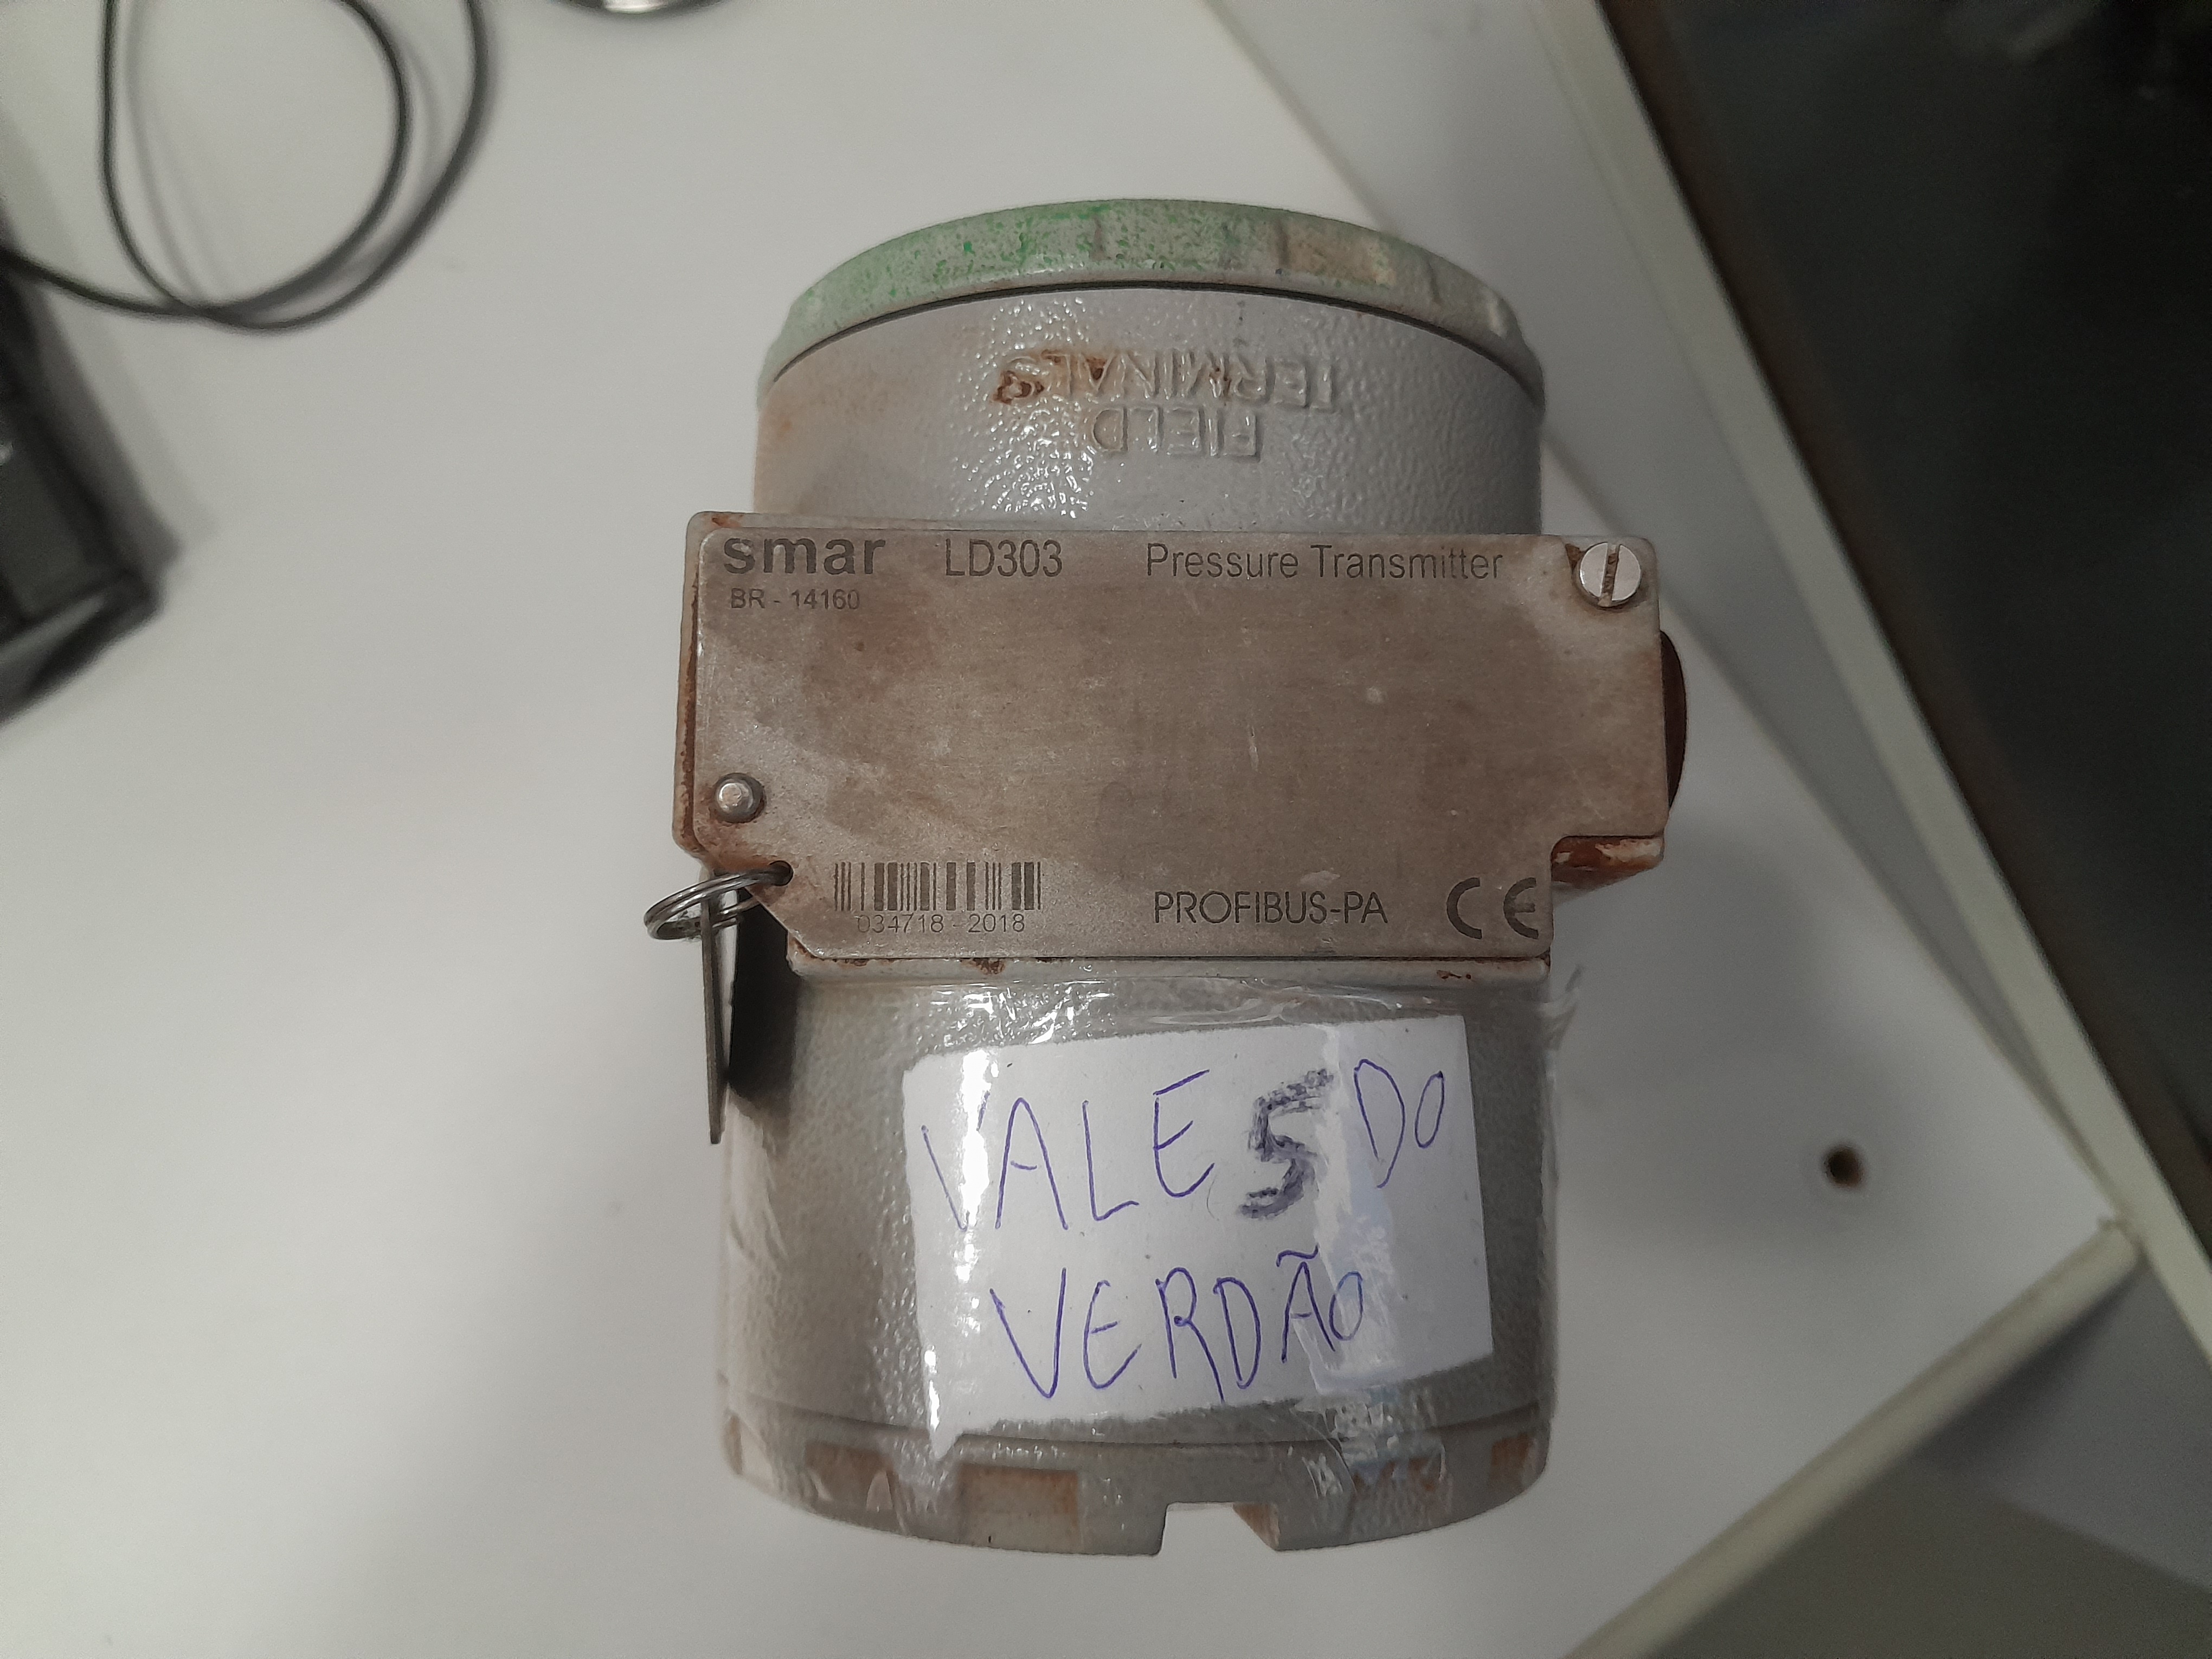 FIELD
TERMINALS
smar LD303 Pressure Transmitter
BR - 14160
034718 - 2018 PROFIBUS-PA CE
VALE 5 DO
VERDÃO